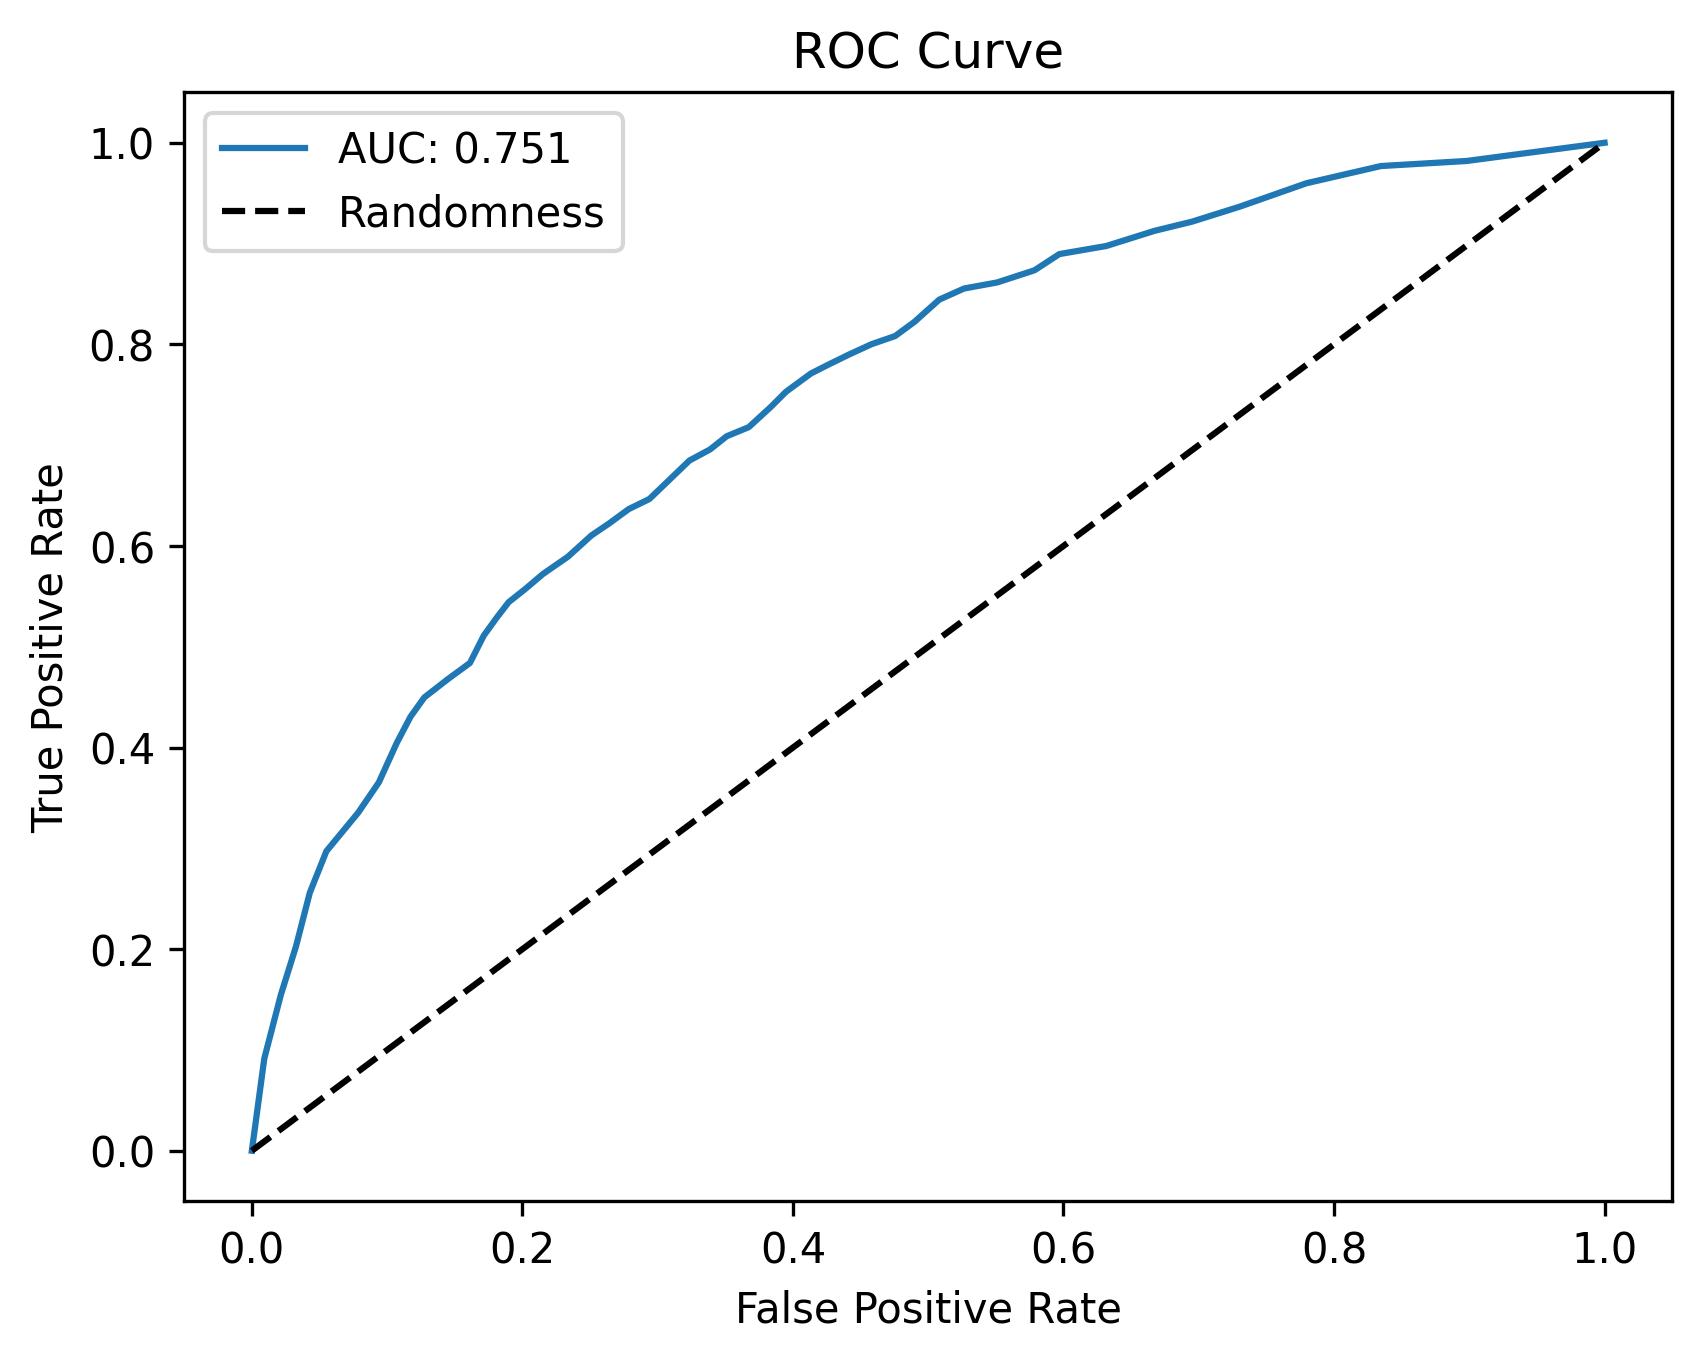 ROC Curve
AUC: 0.751
Randomness
1.0
0.8
0.6
0.4
0.2
0.0
True Positive Rate
0.0 0.2 0.4 0.6 0.8 1.0
False Positive Rate